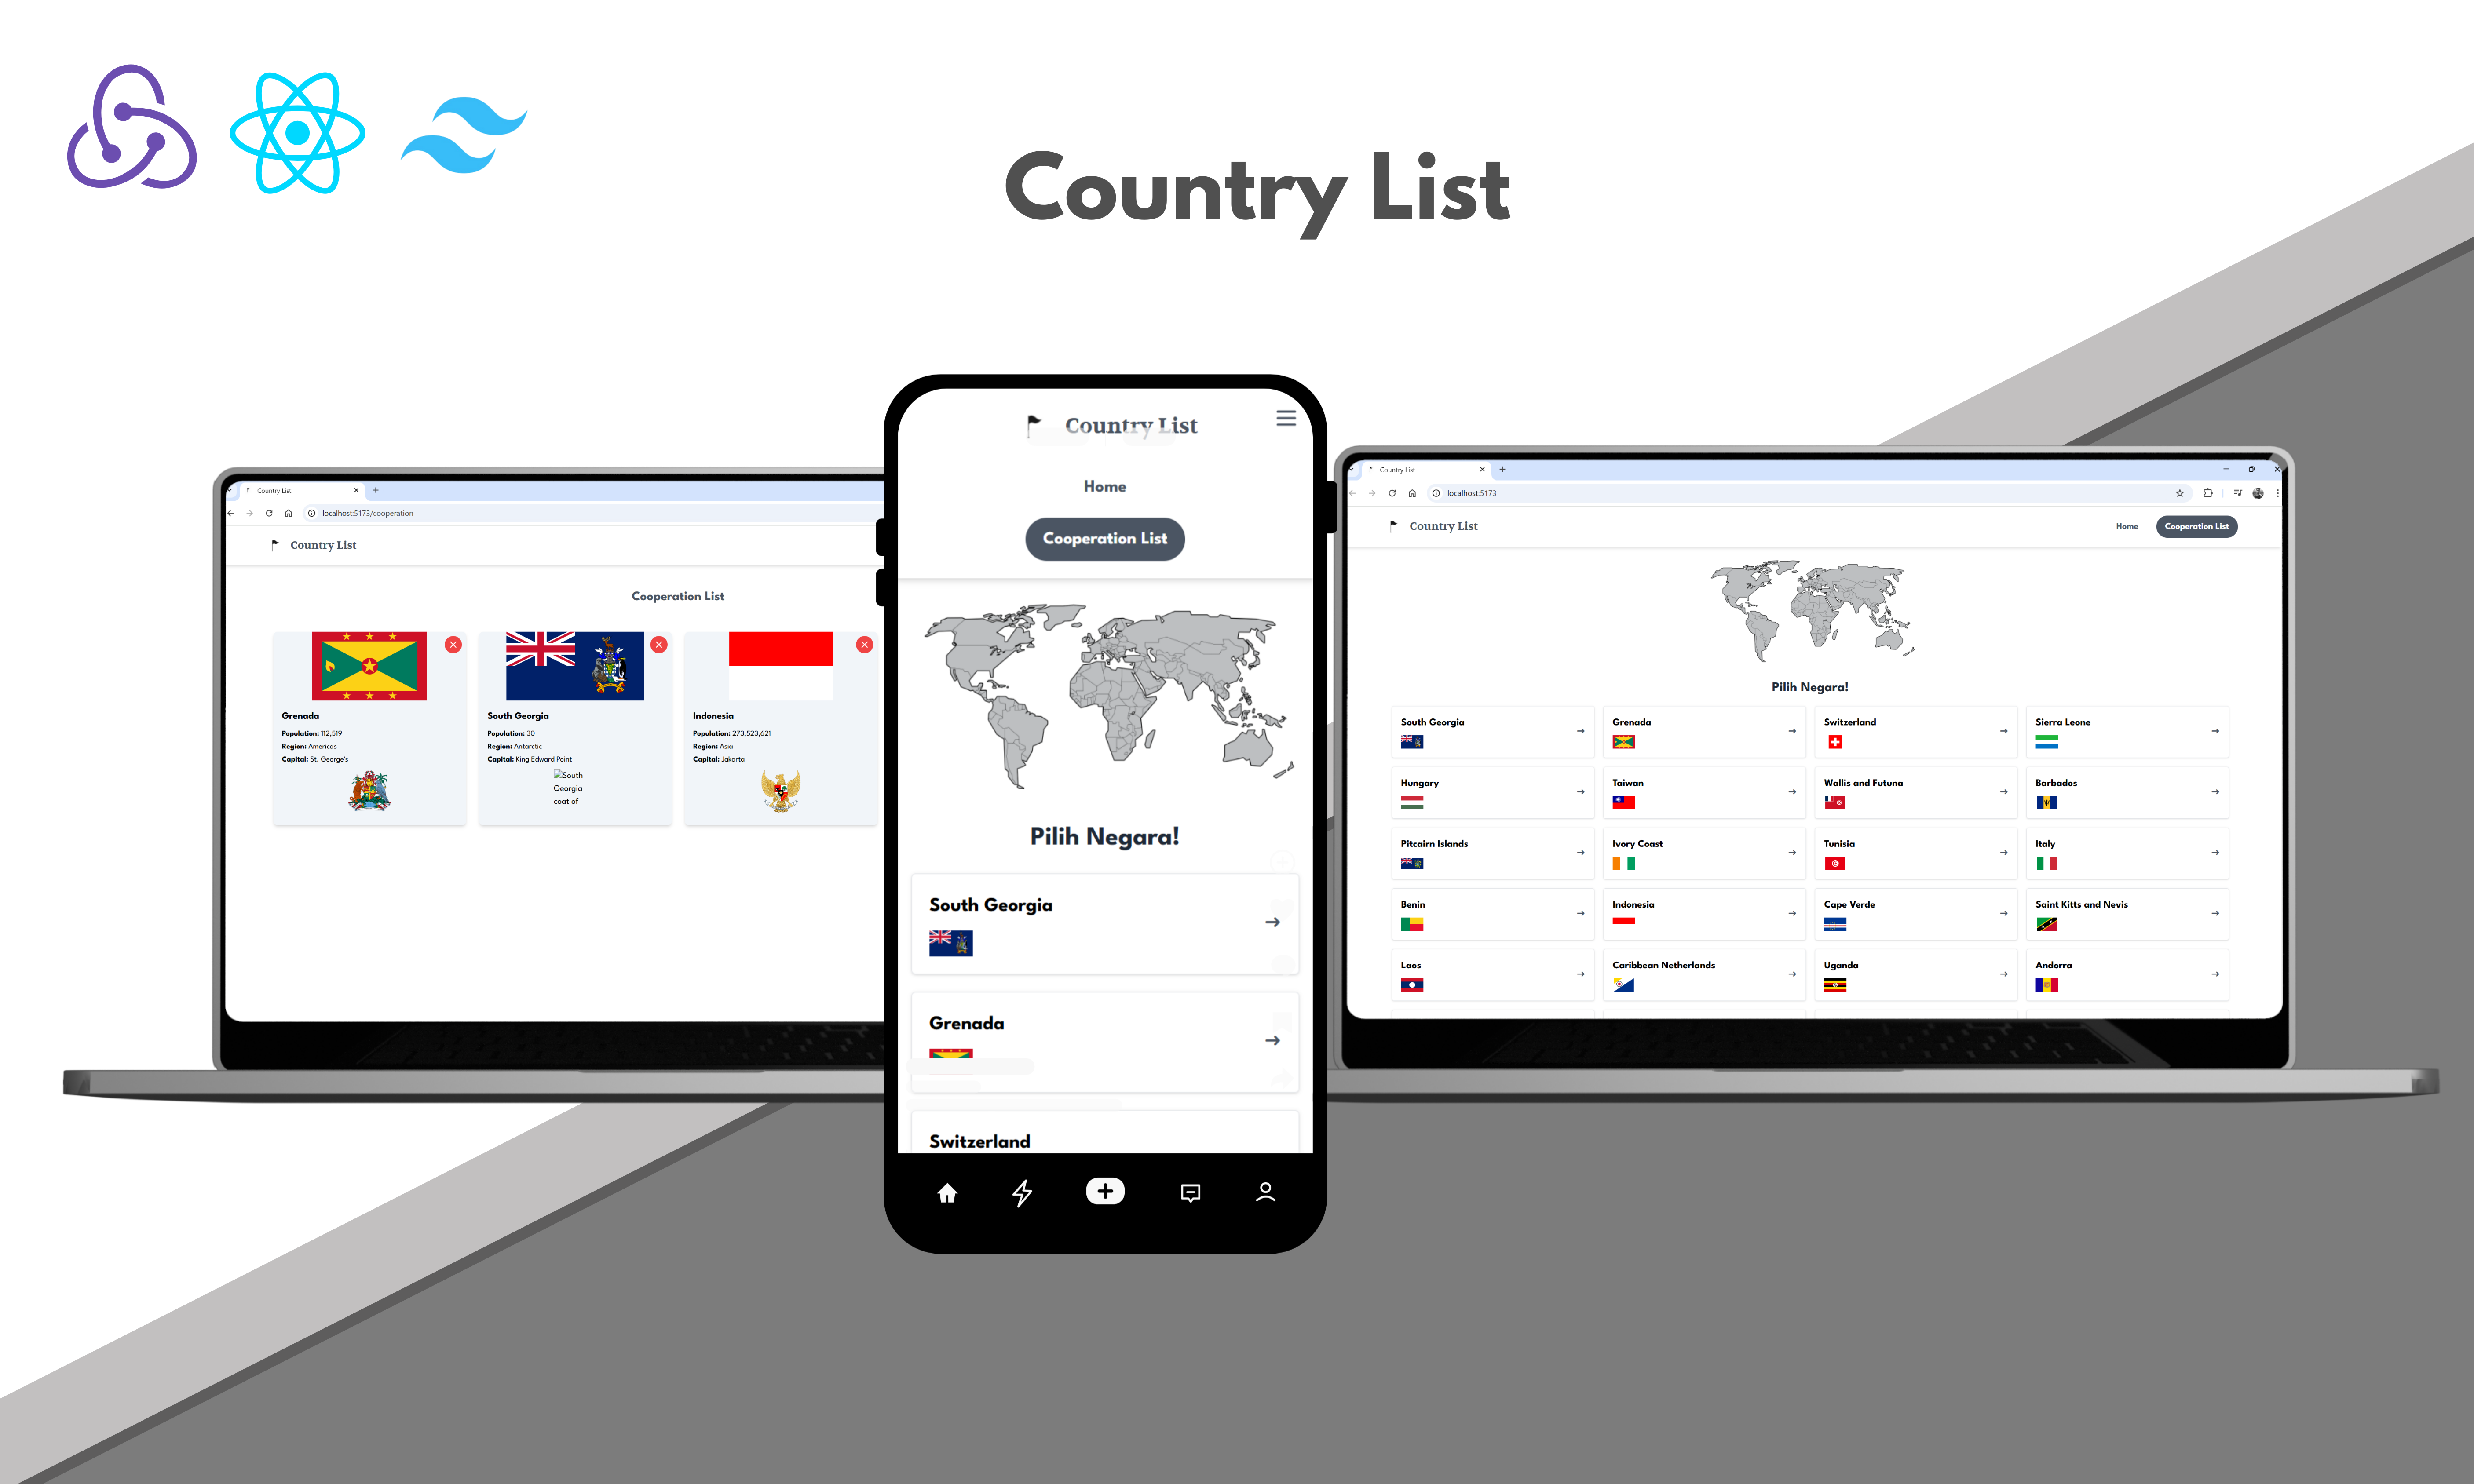 Country List
Country List
localhost:5173/cooperation
Country List
Cooperation List
Grenada
Population: 112,519
Region: Americas
Capital: St. George's
South Georgia
Population: 30
Region: Antarctic
Capital: King Edward Point
South
Georgia
coat of
Indonesia
Population: 273,523,621
Region: Asia
Capital: Jakarta
Country List
Home
Cooperation List
Pilih Negara!
South Georgia
Grenada
Switzerland
Country List
localhost:5173
Country List
Home
Cooperation List
Pilih Negara!
South Georgia
Grenada
Switzerland
Sierra Leone
Hungary
Taiwan
Wallis and Futuna
Barbados
Pitcairn Islands
Ivory Coast
Tunisia
Italy
Benin
Indonesia
Cape Verde
Saint Kitts and Nevis
Laos
Caribbean Netherlands
Uganda
Andorra